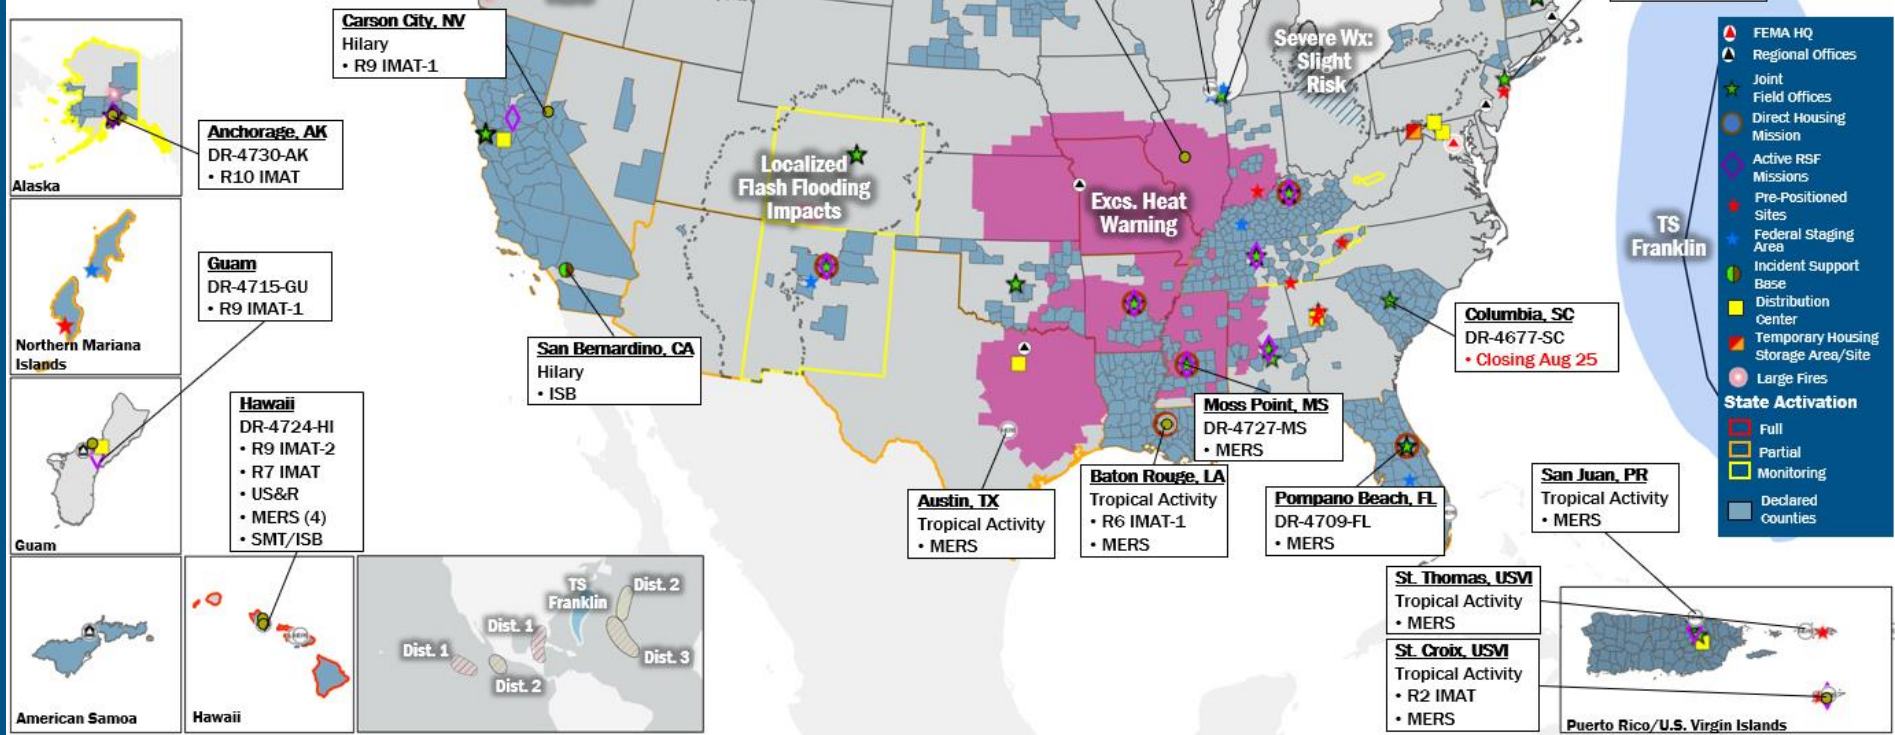 Carson City, NV
Hilary
• R9 IMAT-1
Alaska
Anchorage, AK
DR-4730-AK
• R10 IMAT
Northern Mariana
Islands
Guam
DR-4715-GU
• R9 IMAT-1
Guam
Hawaii
DR-4724-HI
• R9 IMAT-2
• R7 IMAT
• US&R
• MERS (4)
• SMT/ISB
American Samoa
Hawaii
Localized
Flash Flooding
Impacts
Excs. Heat
Warning
Severe Wx:
Slight
Risk
San Bernardino, CA
Hilary
• ISB
Austin, TX
Tropical Activity
• MERS
Baton Rouge, LA
Tropical Activity
• R6 IMAT-1
• MERS
Moss Point, MS
DR-4727-MS
• MERS
Pompano Beach, FL
DR-4709-FL
• MERS
Columbia, SC
DR-4677-SC
• Closing Aug 25
San Juan, PR
Tropical Activity
• MERS
St. Thomas, USVI
Tropical Activity
• MERS
St. Croix, USVI
Tropical Activity
• R2 IMAT
• MERS
Puerto Rico/U.S. Virgin Islands
TS
Franklin
Dist. 1
Dist. 2
Dist. 1
TS
Franklin
Dist. 2
Dist. 3
FEMA HQ
Regional Offices
Joint
Field Offices
Direct Housing
Mission
Active RSF
Missions
Pre-Positioned
Sites
Federal Staging
Area
Incident Support
Base
Distribution
Center
Temporary Housing
Storage Area/Site
Large Fires
State Activation
Full
Partial
Monitoring
Declared
Counties